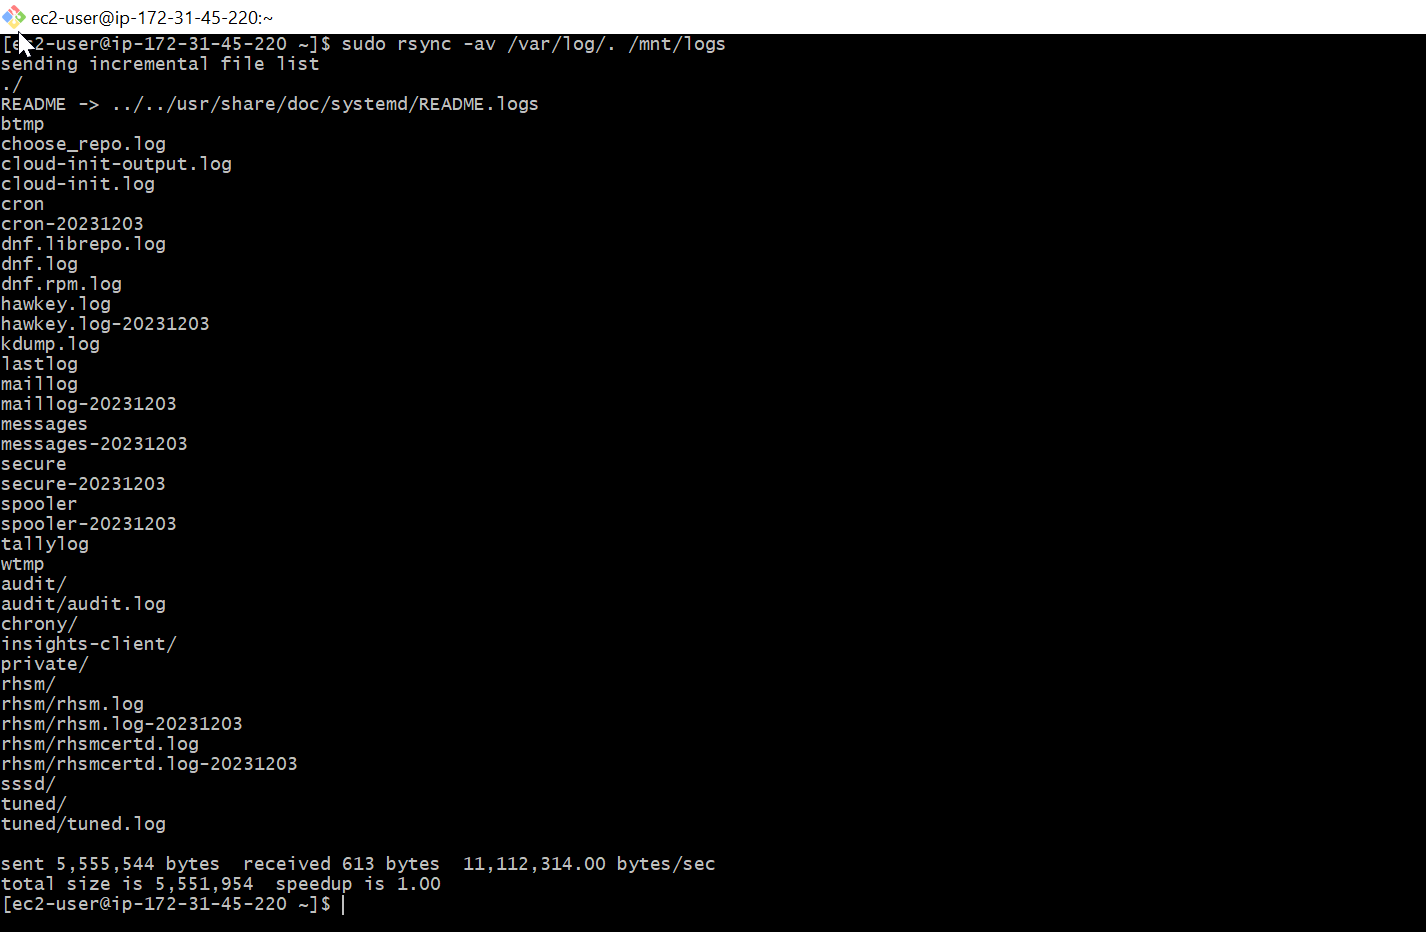 ec2-user@ip-172-31-45-220:~
[ec2-user@ip-172-31-45-220 ~]$ sudo rsync -av /var/log/. /mnt/logs
sending incremental file list
./
README -> ../../usr/share/doc/systemd/README.logs
btmp
choose_repo.log
cloud-init-output.log
cloud-init.log
cron
cron-20231203
dnf.librepo.log
dnf.log
dnf.rpm.log
hawkey.log
hawkey.log-20231203
kdump.log
lastlog
maillog
maillog-20231203
messages
messages-20231203
secure
secure-20231203
spooler
spooler-20231203
tallylog
wtmp
audit/
audit/audit.log
chrony/
insights-client/
private/
rhsm/
rhsm/rhsm.log
rhsm/rhsm.log-20231203
rhsm/rhsmcertd.log
rhsm/rhsmcertd.log-20231203
sssd/
tuned/
tuned/tuned.log
sent 5,555,544 bytes  received 613 bytes  11,112,314.00 bytes/sec
total size is 5,551,954  speedup is 1.00
[ec2-user@ip-172-31-45-220 ~]$